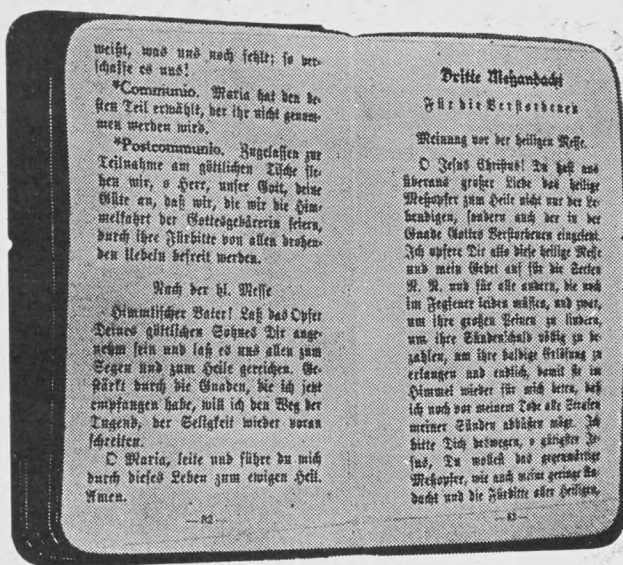 weißt, was uns noch fehlt; so ver-
schaffe es uns!
*Communio. Maria hat den be-
sten Teil erwählt, der ihr nicht genom-
men werden wird.
*Postcommunio. Zugelassen zur
Teilnahme am göttlichen Tische fle-
hen wir, o Herr, unser Gott, deine
Güte an, daß wir, die wir die Him-
melfahrt der Gottesgebärerin feiern,
durch ihre Fürbitte von allen drohen-
den Uebeln befreit werden.
Nach der hl. Messe
Himmlischer Vater! Laß das Opfer
Deines göttlichen Sohnes Dir ange-
nehm sein und laß es uns allen zum
Segen und zum Heile gereichen. Ge-
stärkt durch die Gnaden, die ich jetzt
empfangen habe, will ich den Weg der
Tugend, der Seligkeit wieder voran
schreiten.
O Maria, leite und führe du mich
durch dieses Leben zum ewigen Heil.
Amen.
— 82 —
Dritte Meßandacht
Für die Verstorbenen
Meinung vor der heiligen Messe.
O Jesus Christus! Du hast aus
überaus großer Liebe das heilige
Meßopfer zum Heile nicht nur der Le-
bendigen, sondern auch der in der
Gnade Gottes Verstorbenen eingesetzt.
Ich opfere Dir also diese heilige Messe
und mein Gebet auf für die Seelen
N. N. und für alle andern, die noch
im Fegfeuer leiden müssen, und zwar,
um ihre großen Peinen zu lindern,
um ihre Sündenschuld völlig zu be-
zahlen, um ihre baldige Erlösung zu
erlangen und endlich, damit sie im
Himmel wieder für mich beten, daß
ich noch vor meinem Tode alle Strafen
meiner Sünden abbüßen möge. Ich
bitte Dich deswegen, o gütigster Je-
sus, Du wollest das gegenwärtige
Meßopfer, wie auch meine geringe An-
dacht und die Fürbitte aller Heiligen,
— 83 —